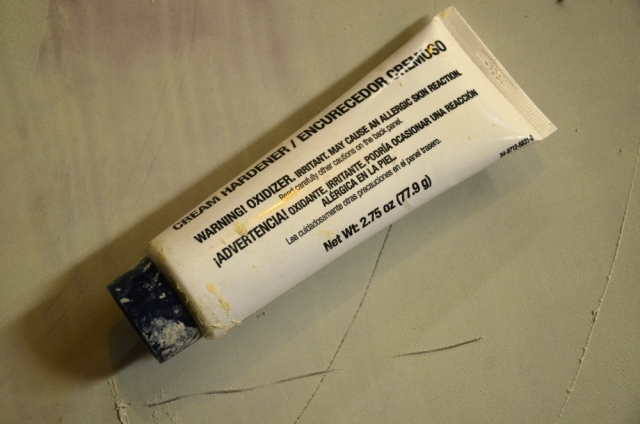 CREAM HARDENER / ENCURECEDOR CREMOSO
WARNING! OXIDIZER. IRRITANT. MAY CAUSE AN ALLERGIC SKIN REACTION.
Read carefully other cautions on the back panel.
¡ADVERTENCIA! OXIDANTE. IRRITANTE. PODRÍA OCASIONAR UNA REACCIÓN
ALÉRGICA EN LA PIEL.
Lee cuidadosamente otras precauciones en el panel trasero.
Net Wt: 2.75 oz (77.9 g)